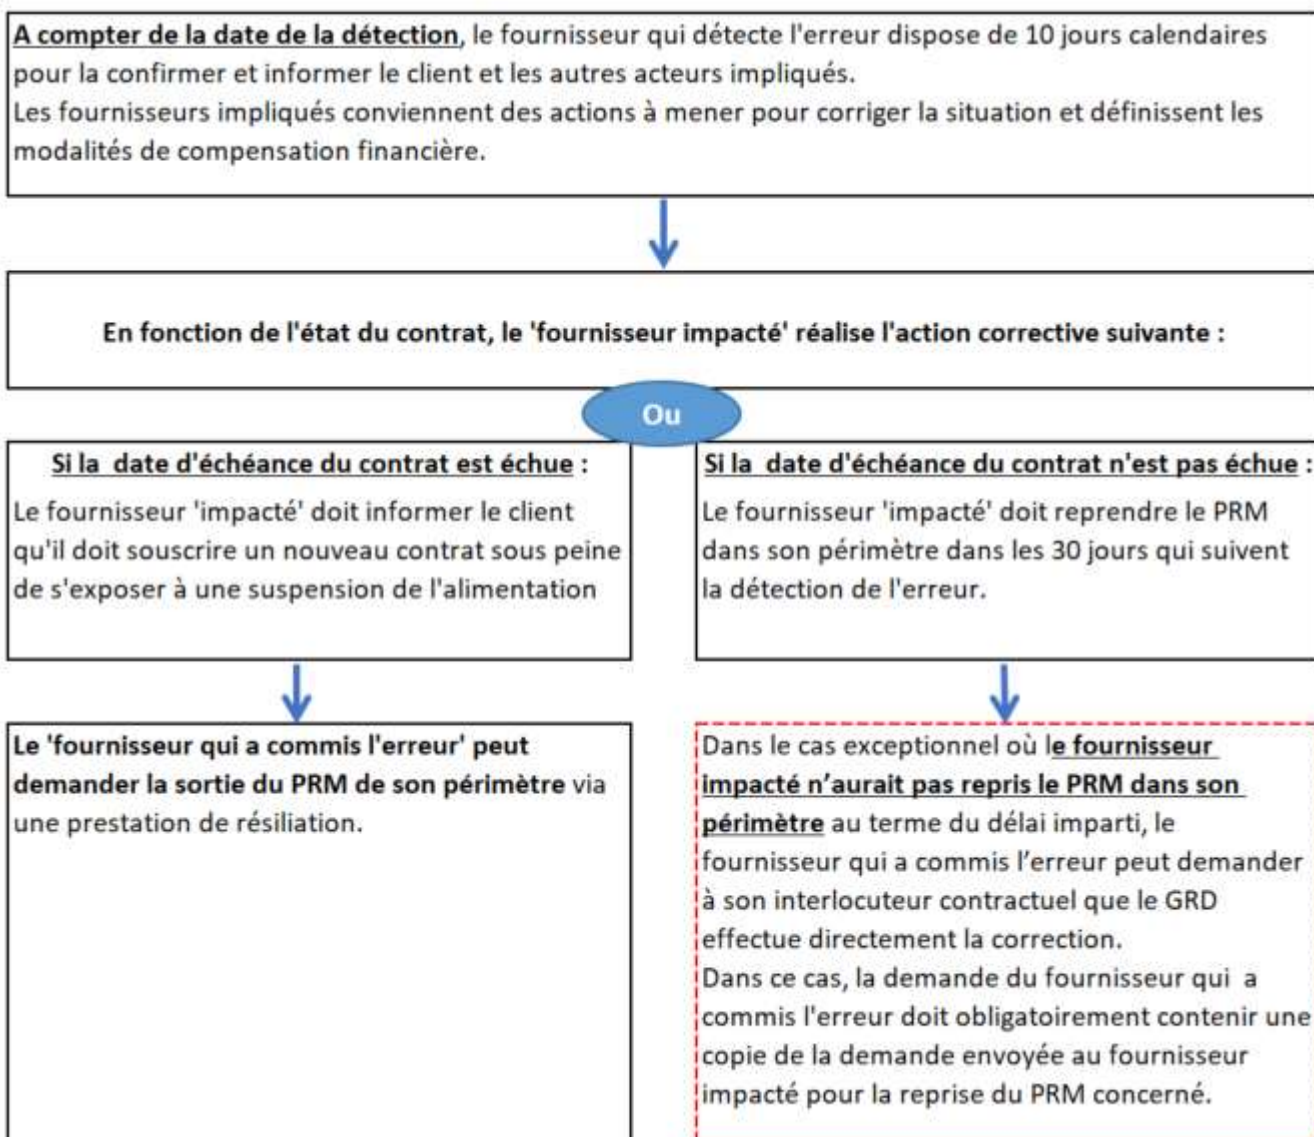 A compter de la date de la détection, le fournisseur qui détecte l'erreur dispose de 10 jours calendaires
pour la confirmer et informer le client et les autres acteurs impliqués.
Les fournisseurs impliqués conviennent des actions à mener pour corriger la situation et définissent les
modalités de compensation financière.
En fonction de l'état du contrat, le 'fournisseur impacté' réalise l'action corrective suivante :
Ou
Si la date d'échéance du contrat est échue :
Le fournisseur 'impacté' doit informer le client
qu'il doit souscrire un nouveau contrat sous peine
de s'exposer à une suspension de l'alimentation
Si la date d'échéance du contrat n'est pas échue :
Le fournisseur 'impacté' doit reprendre le PRM
dans son périmètre dans les 30 jours qui suivent
la détection de l'erreur.
Le 'fournisseur qui a commis l'erreur' peut
demander la sortie du PRM de son périmètre via
une prestation de résiliation.
Dans le cas exceptionnel où le fournisseur
impacté n’aurait pas repris le PRM dans son
périmètre au terme du délai imparti, le
fournisseur qui a commis l’erreur peut demander
à son interlocuteur contractuel que le GRD
effectue directement la correction.
Dans ce cas, la demande du fournisseur qui a
commis l'erreur doit obligatoirement contenir une
copie de la demande envoyée au fournisseur
impacté pour la reprise du PRM concerné.